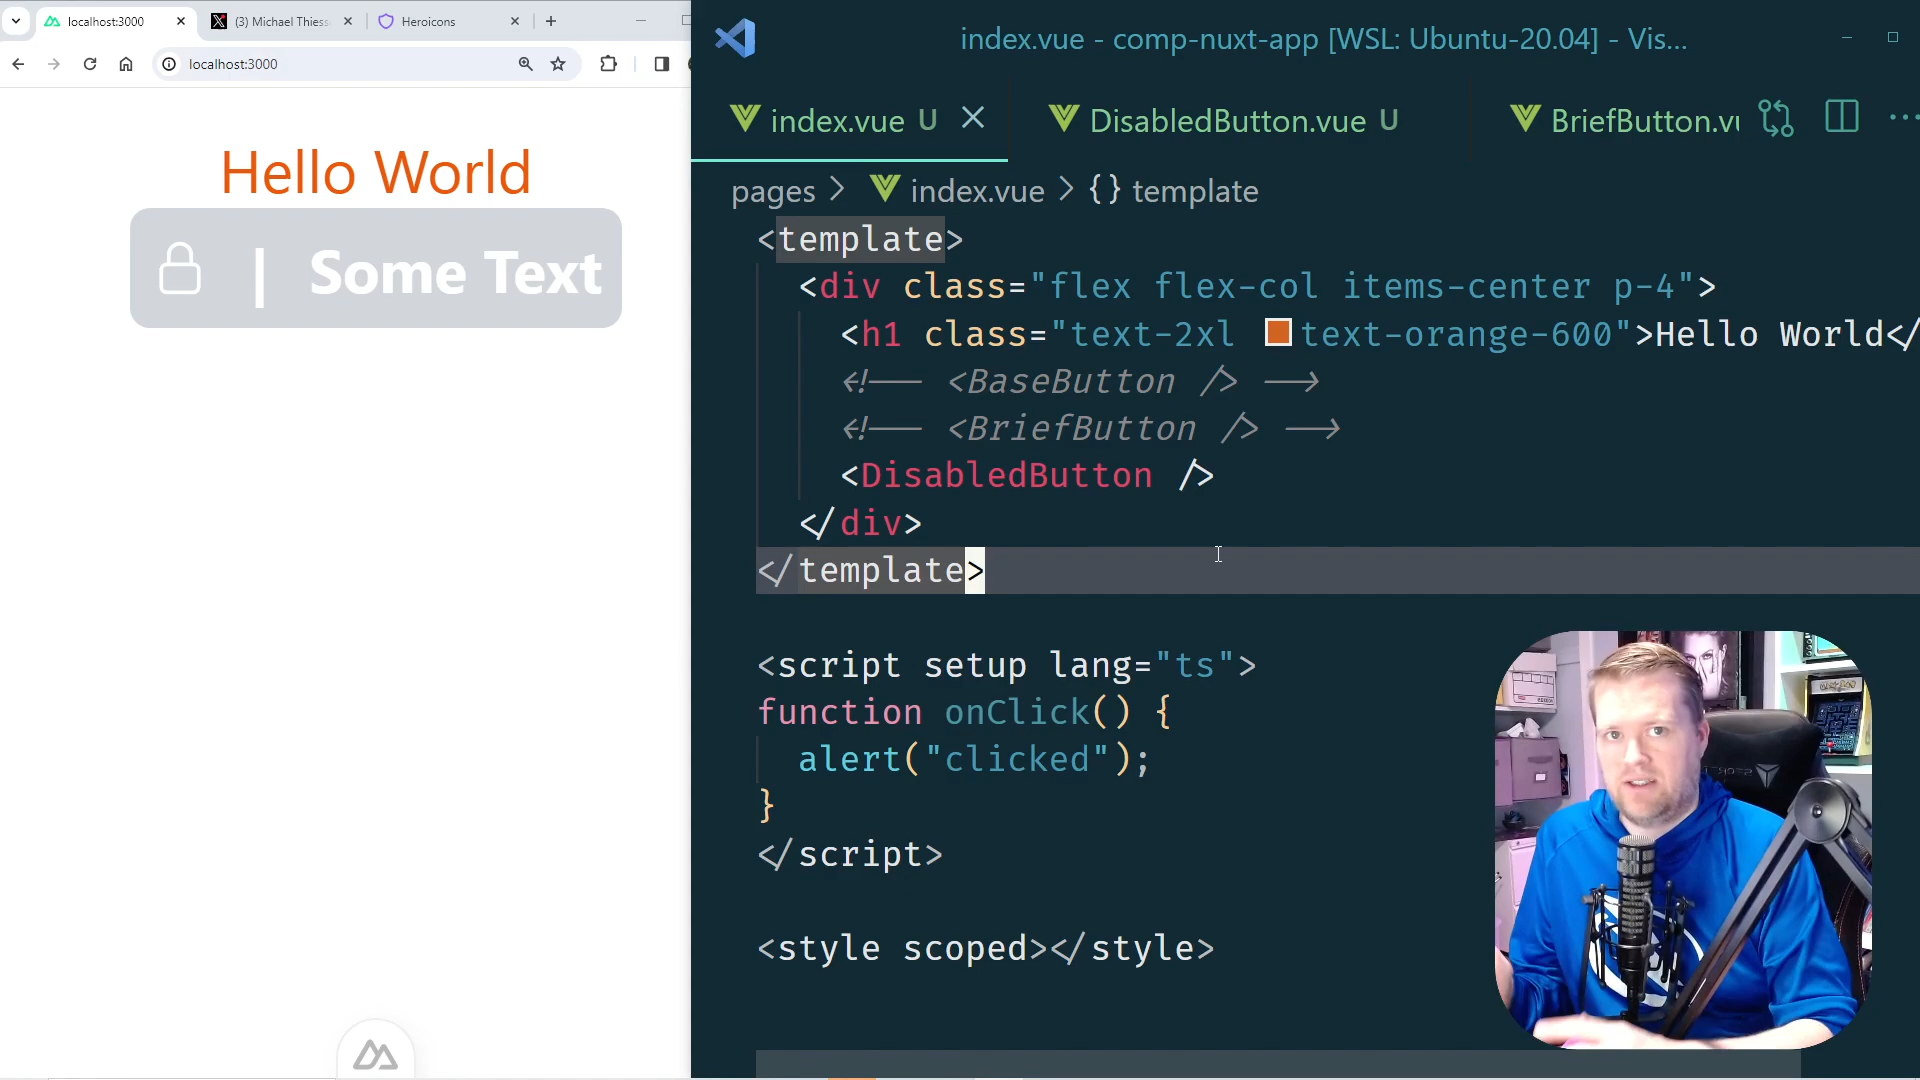 localhost:3000
(3) Michael Thiess
Heroicons
localhost:3000
Hello World
| Some Text
index.vue - comp-nuxt-app [WSL: Ubuntu-20.04] - Vis...
index.vue U
DisabledButton.vue U
BriefButton.vu
pages > index.vue > {} template
<template>
<div class="flex flex-col items-center p-4">
<h1 class="text-2xl text-orange-600">Hello World</
<!-- <BaseButton /> -->
<!-- <BriefButton /> -->
<DisabledButton />
</div>
</template>
<script setup lang="ts">
function onClick() {
alert("clicked");
}
</script>
<style scoped></style>